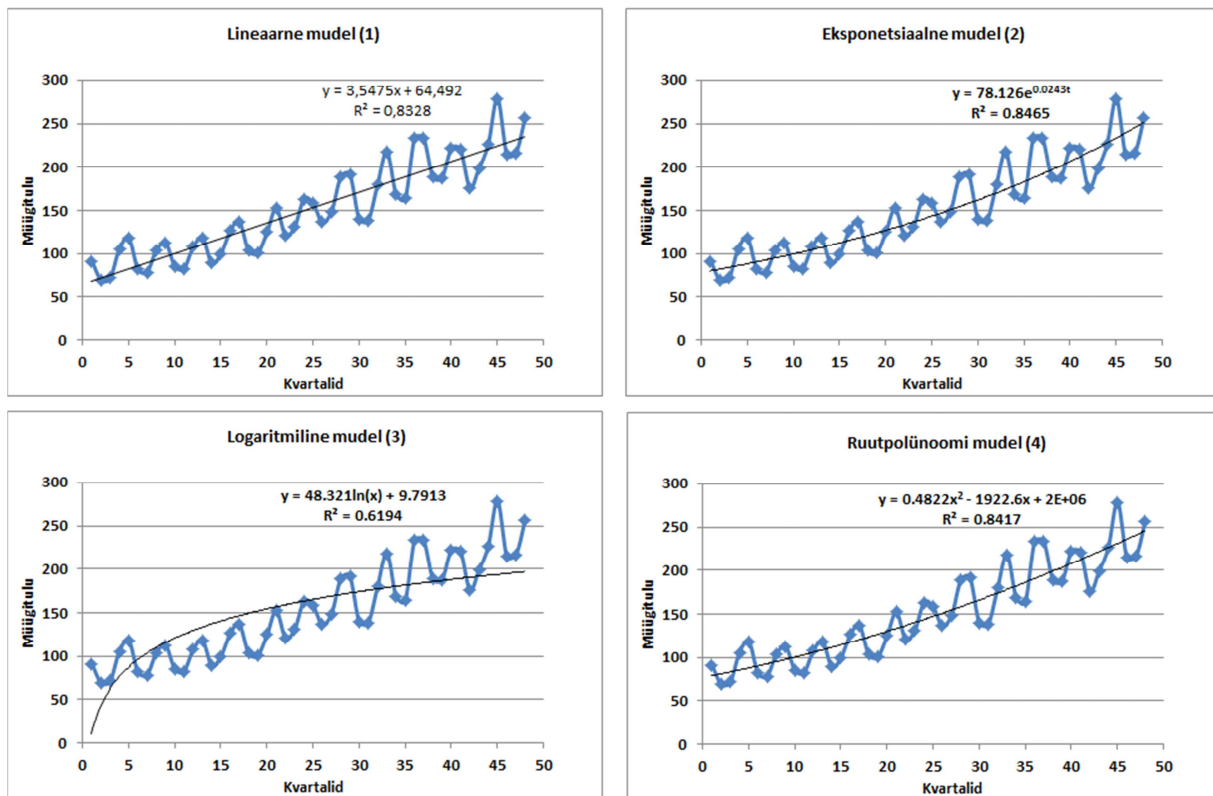 Lineaarne mudel (1)
y = 3,5475x + 64,492
R² = 0,8328
Müügitulu
300
250
200
150
100
50
0
0 5 10 15 20 25 30 35 40 45 50
Kvartalid
Eksponetsiaalne mudel (2)
y = 78.126e^0.0243t
R² = 0.8465
Müügitulu
300
250
200
150
100
50
0
0 5 10 15 20 25 30 35 40 45 50
Kvartalid
Logaritmiline mudel (3)
y = 48.321ln(x) + 9.7913
R² = 0.6194
Müügitulu
300
250
200
150
100
50
0
0 5 10 15 20 25 30 35 40 45 50
Kvartalid
Ruutpolünoomi mudel (4)
y = 0.4822x² - 1922.6x + 2E+06
R² = 0.8417
Müügitulu
300
250
200
150
100
50
0
0 5 10 15 20 25 30 35 40 45 50
Kvartalid